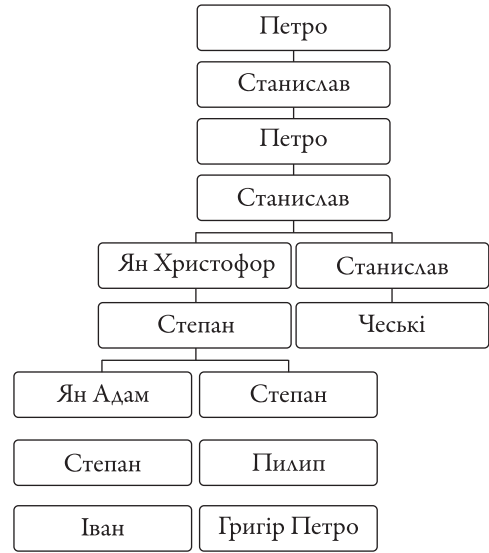 Петро
Станислав
Петро
Станислав
Ян Христофор
Станислав
Степан
Чеські
Ян Адам
Степан
Степан
Пилип
Іван
Григір Петро